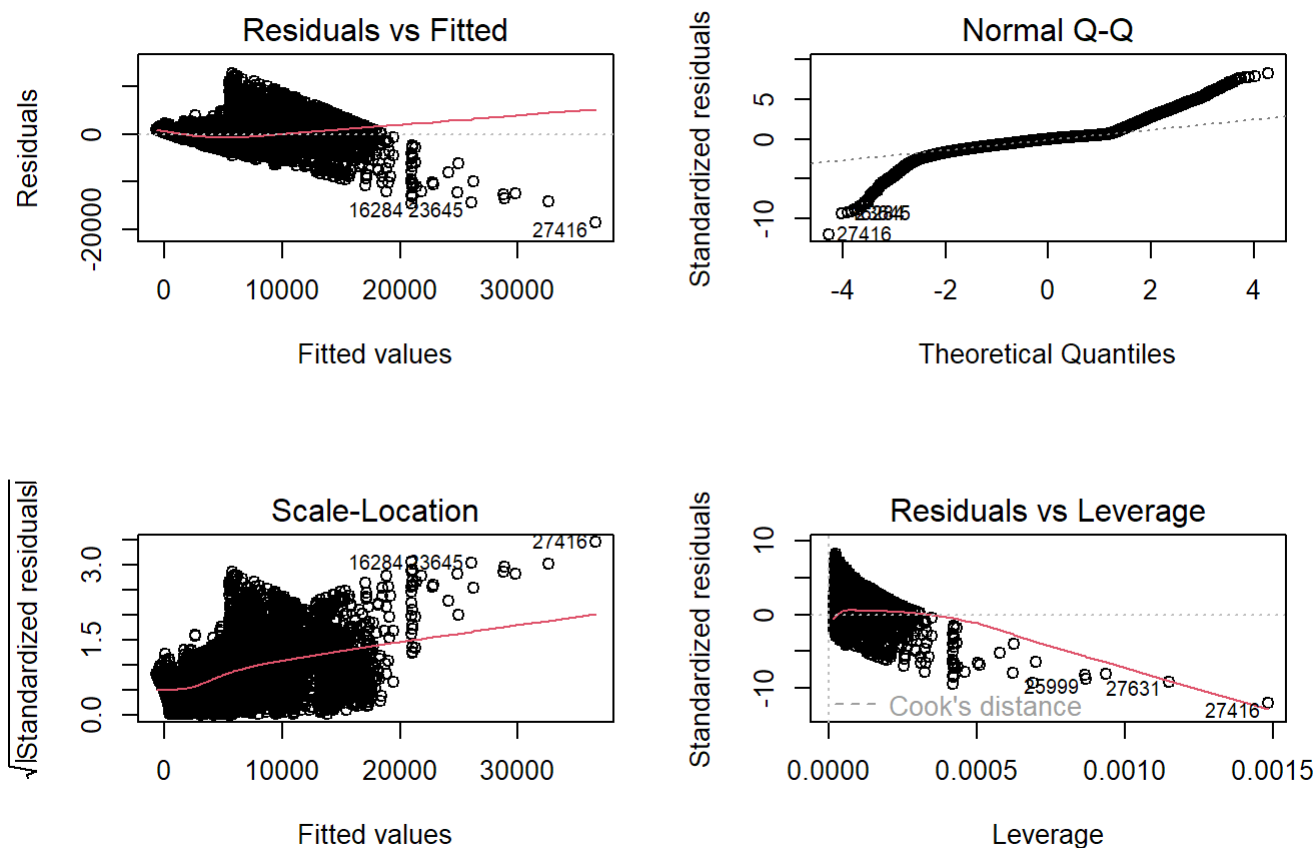 Residuals vs Fitted
Residuals
0
-20000
16284 23645
27416
0 10000 20000 30000
Fitted values
Normal Q-Q
Standardized residuals
5
0
-10
27416
-4 -2 0 2 4
Theoretical Quantiles
Scale-Location
√|Standardized residuals|
3.0
1.5
0.0
16284 23645
27416
0 10000 20000 30000
Fitted values
Residuals vs Leverage
Standardized residuals
10
0
-10
25999
27631
27416
Cook's distance
0.0000 0.0005 0.0010 0.0015
Leverage